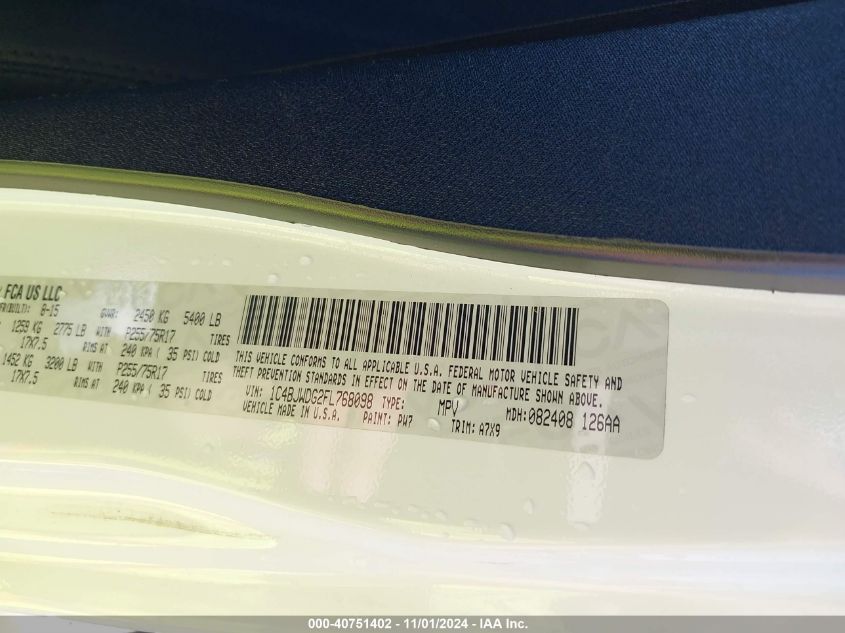 FCA US LLC
(BUILT): 8-15 GVWR: 2450 KG 5400 LB
1259 KG 2775 LB WITH P255/75R17 TIRES
17X7.5 RIMS AT 240 KPA ( 35 PSI) COLD
1452 KG 3200 LB WITH P255/75R17 TIRES
17X7.5 RIMS AT 240 KPA ( 35 PSI) COLD
THIS VEHICLE CONFORMS TO ALL APPLICABLE U.S.A. FEDERAL MOTOR VEHICLE SAFETY AND
THEFT PREVENTION STANDARDS IN EFFECT ON THE DATE OF MANUFACTURE SHOWN ABOVE.
VIN: 1C4BJWDG2FL768098 TYPE: MPV MDH: 082408 126AA
VEHICLE MADE IN U.S.A. PAINT: PW7 TRIM: A7X9
000-40751402 - 11/01/2024 - IAA Inc.